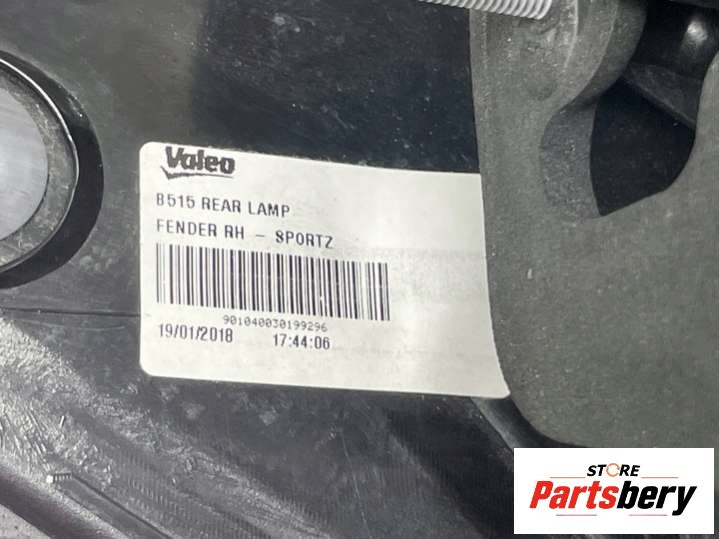 Valeo
B515 REAR LAMP
FENDER RH - SPORTZ
901040030199296
19/01/2018 17:44:06
STORE
Partsbery